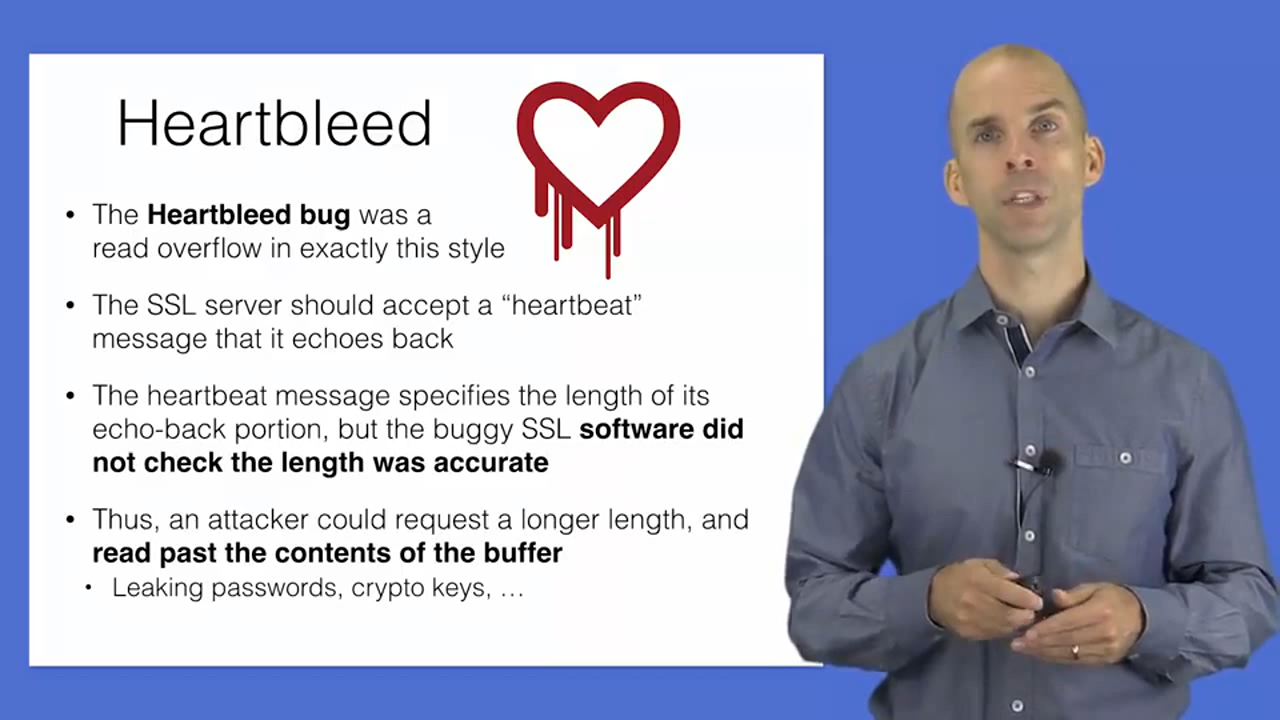 Heartbleed
• The Heartbleed bug was a
read overflow in exactly this style
• The SSL server should accept a “heartbeat”
message that it echoes back
• The heartbeat message specifies the length of its
echo-back portion, but the buggy SSL software did
not check the length was accurate
• Thus, an attacker could request a longer length, and
read past the contents of the buffer
• Leaking passwords, crypto keys, …